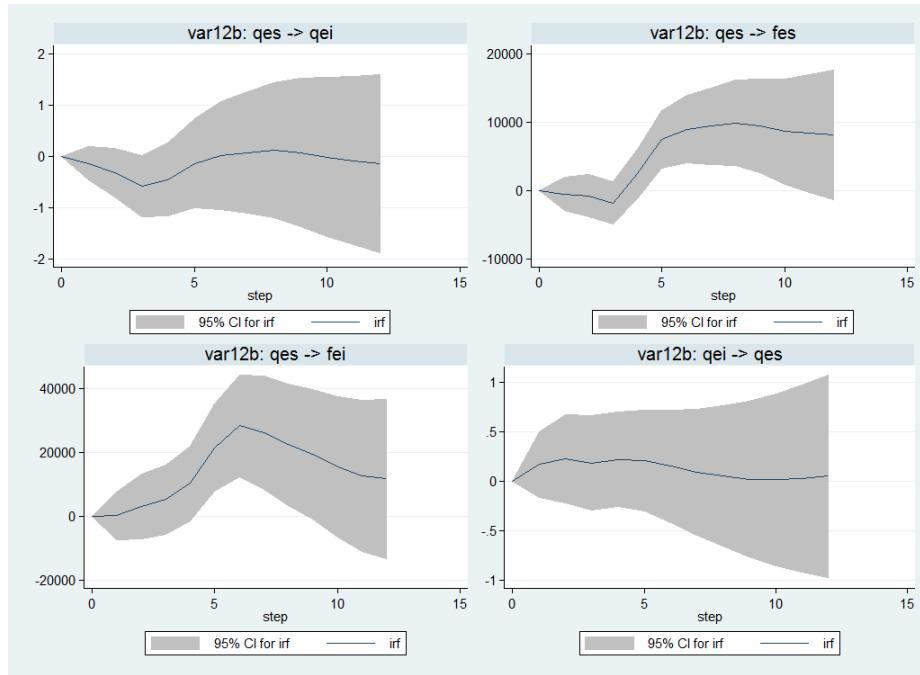 var12b: qes -> qei
2
1
0
-1
-2
0
5
10
15
step
95% CI for irf
irf
var12b: qes -> fes
20000
10000
0
-10000
0
5
10
15
step
95% CI for irf
irf
var12b: qes -> fei
40000
20000
0
-20000
0
5
10
15
step
95% CI for irf
irf
var12b: qei -> qes
1
.5
0
-.5
-1
0
5
10
15
step
95% CI for irf
irf